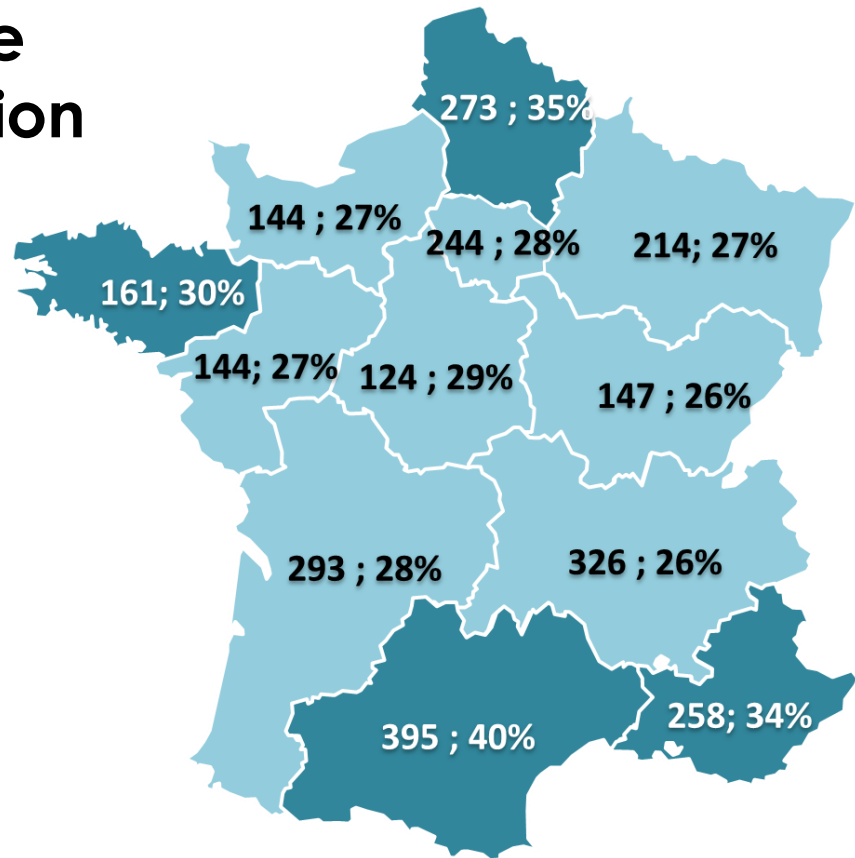 e
ion
273 ; 35%
144 ; 27%
244 ; 28%
214; 27%
161; 30%
144; 27%
124 ; 29%
147 ; 26%
293 ; 28%
326 ; 26%
258; 34%
395 ; 40%